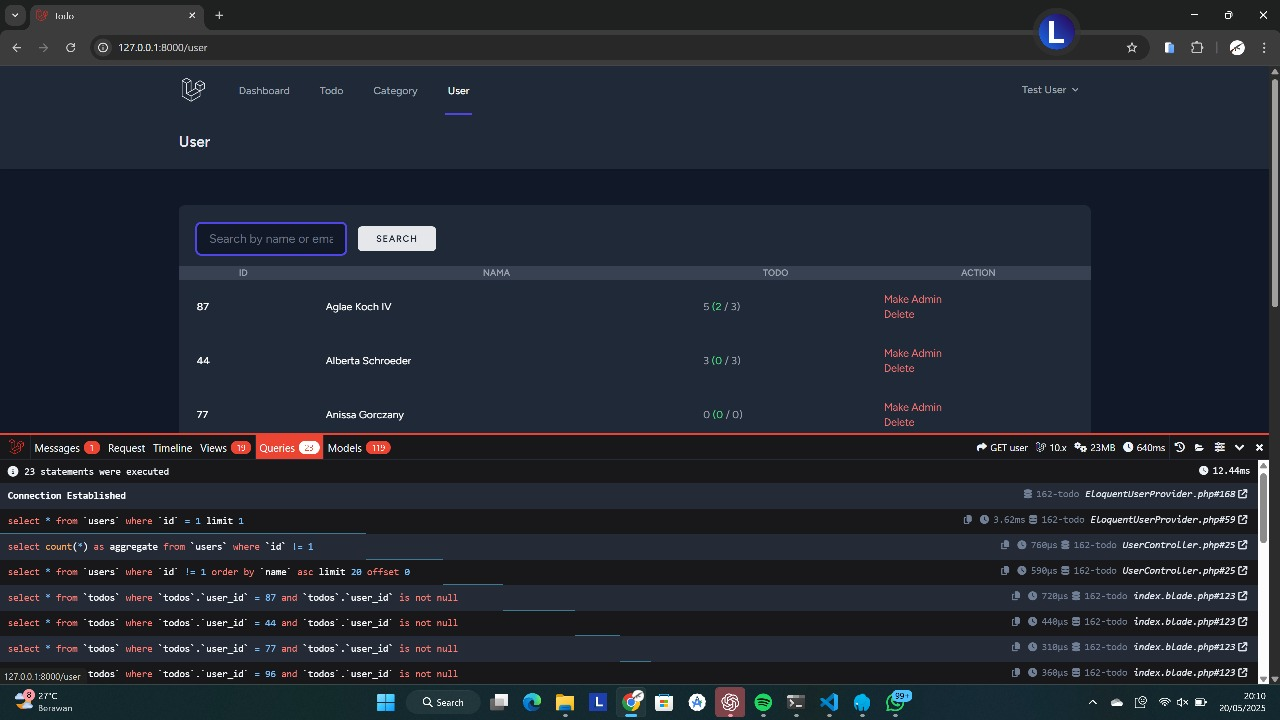 Todo
127.0.0.1:8000/user
L
Dashboard Todo Category User Test User
User
Search by name or ema SEARCH
ID NAMA TODO ACTION
87 Aglae Koch IV 5 (2 / 3) Make Admin
Delete
44 Alberta Schroeder 3 (0 / 3) Make Admin
Delete
77 Anissa Gorczany 0 (0 / 0) Make Admin
Delete
Messages 1 Request Timeline Views 19 Queries 23 Models 119 GET user 10.x 23MB 640ms
23 statements were executed 12.44ms
Connection Established 162-todo EloquentUserProvider.php#168
select * from `users` where `id` = 1 limit 1 3.62ms 162-todo EloquentUserProvider.php#59
select count(*) as aggregate from `users` where `id` != 1 760μs 162-todo UserController.php#25
select * from `users` where `id` != 1 order by `name` asc limit 20 offset 0 590μs 162-todo UserController.php#25
select * from `todos` where `todos`.`user_id` = 87 and `todos`.`user_id` is not null 720μs 162-todo index.blade.php#123
select * from `todos` where `todos`.`user_id` = 44 and `todos`.`user_id` is not null 440μs 162-todo index.blade.php#123
select * from `todos` where `todos`.`user_id` = 77 and `todos`.`user_id` is not null 310μs 162-todo index.blade.php#123
127.0.0.1:8000/user todos` where `todos`.`user_id` = 96 and `todos`.`user_id` is not null 360μs 162-todo index.blade.php#123
8 27°C
Berawan
Search
L
99+
20:10
20/05/2025